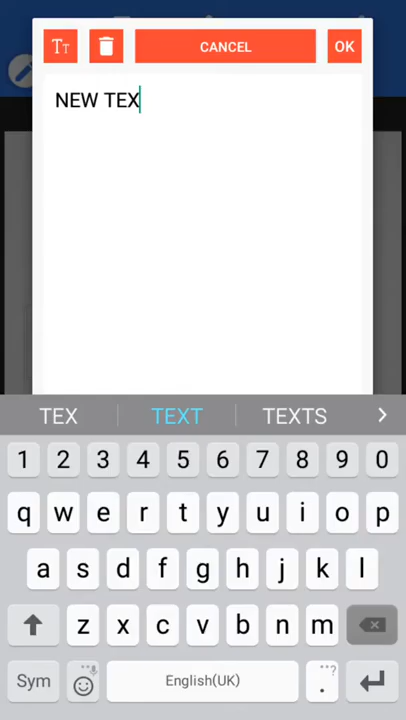 TT CANCEL OK
NEW TEX
TEX TEXT TEXTS >
1 2 3 4 5 6 7 8 9 0
q w e r t y u i o p
a s d f g h j k l
z x c v b n m
Sym English(UK) . ...?